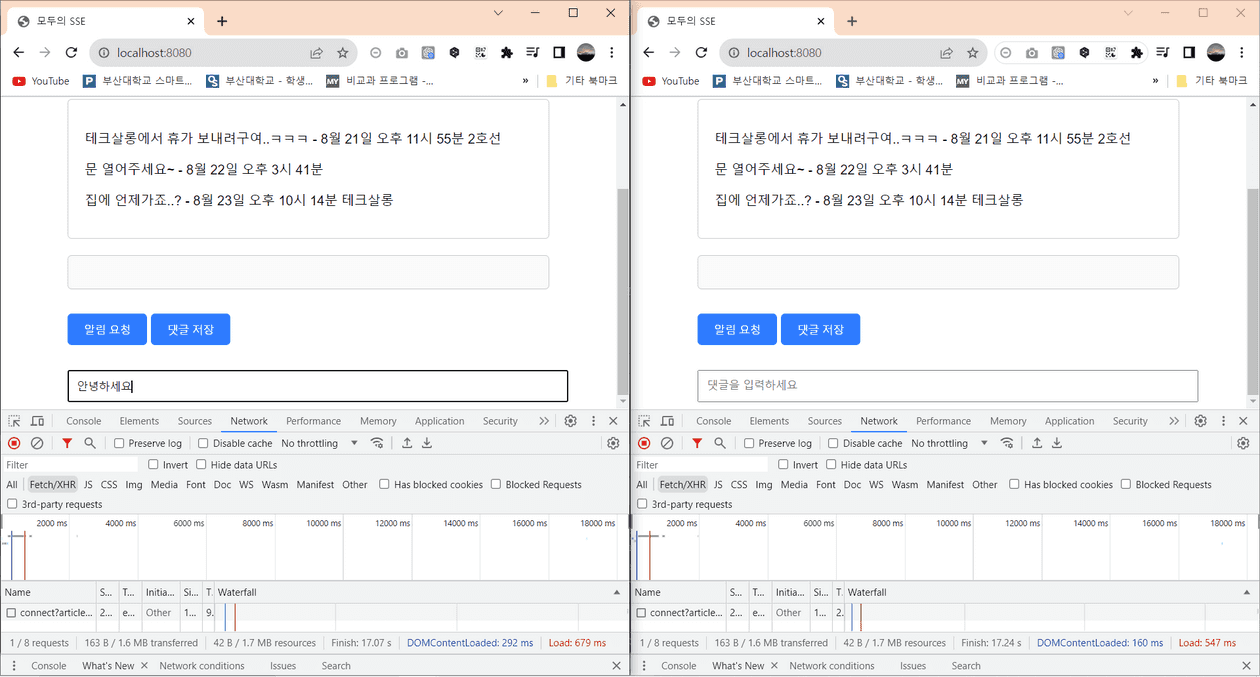 모두의 SSE
localhost:8080
YouTube 부산대학교 스마트... 부산대학교 - 학생... MY 비교과 프로그램 -... » 기타 북마크
테크살롱에서 휴가 보내려구여..ㅋㅋㅋ - 8월 21일 오후 11시 55분 2호선
문 열어주세요~ - 8월 22일 오후 3시 41분
집에 언제가죠..? - 8월 23일 오후 10시 14분 테크살롱
알림 요청 댓글 저장
안녕하세요
Console Elements Sources Network Performance Memory Application Security
Preserve log Disable cache No throttling
Filter Invert Hide data URLs
All Fetch/XHR JS CSS Img Media Font Doc WS Wasm Manifest Other Has blocked cookies Blocked Requests
3rd-party requests
2000 ms 4000 ms 6000 ms 8000 ms 10000 ms 12000 ms 14000 ms 16000 ms 18000 ms
Name S... T... Initia... Si... T. Waterfall
connect?article... 2... e... Other 1... 9.
1 / 8 requests 163 B / 1.6 MB transferred 42 B / 1.7 MB resources Finish: 17.07 s DOMContentLoaded: 292 ms Load: 679 ms
Console What's New Network conditions Issues Search
모두의 SSE
localhost:8080
YouTube 부산대학교 스마트... 부산대학교 - 학생... MY 비교과 프로그램 -... » 기타 북마크
테크살롱에서 휴가 보내려구여..ㅋㅋㅋ - 8월 21일 오후 11시 55분 2호선
문 열어주세요~ - 8월 22일 오후 3시 41분
집에 언제가죠..? - 8월 23일 오후 10시 14분 테크살롱
알림 요청 댓글 저장
댓글을 입력하세요
Console Elements Sources Network Performance Memory Application Security
Preserve log Disable cache No throttling
Filter Invert Hide data URLs
All Fetch/XHR JS CSS Img Media Font Doc WS Wasm Manifest Other Has blocked cookies Blocked Requests
3rd-party requests
2000 ms 4000 ms 6000 ms 8000 ms 10000 ms 12000 ms 14000 ms 16000 ms 18000 ms
Name S... T... Initia... Si... T. Waterfall
connect?article... 2... e... Other 1... 2.
1 / 8 requests 163 B / 1.6 MB transferred 42 B / 1.7 MB resources Finish: 17.24 s DOMContentLoaded: 160 ms Load: 547 ms
Console What's New Network conditions Issues Search